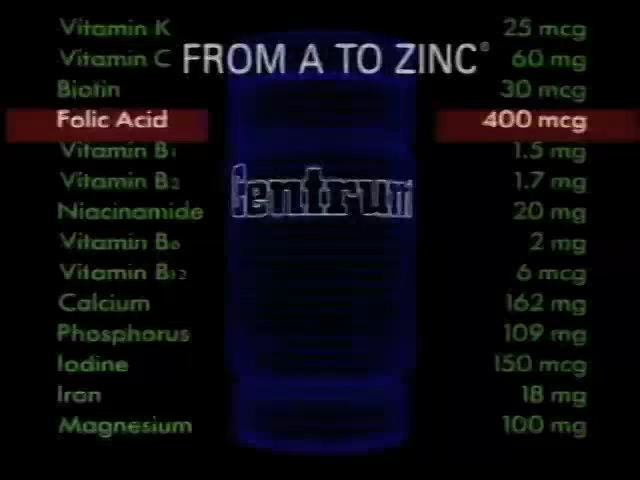 Vitamin K 25 mcg
FROM A TO ZINC®
Vitamin C 60 mg
Biotin 30 mcg
Folic Acid 400 mcg
Vitamin B1 1.5 mg
Vitamin B2 1.7 mg
Centrum
Niacinamide 20 mg
Vitamin B6 2 mg
Vitamin B12 6 mcg
Calcium 162 mg
Phosphorus 109 mg
Iodine 150 mcg
Iron 18 mg
Magnesium 100 mg